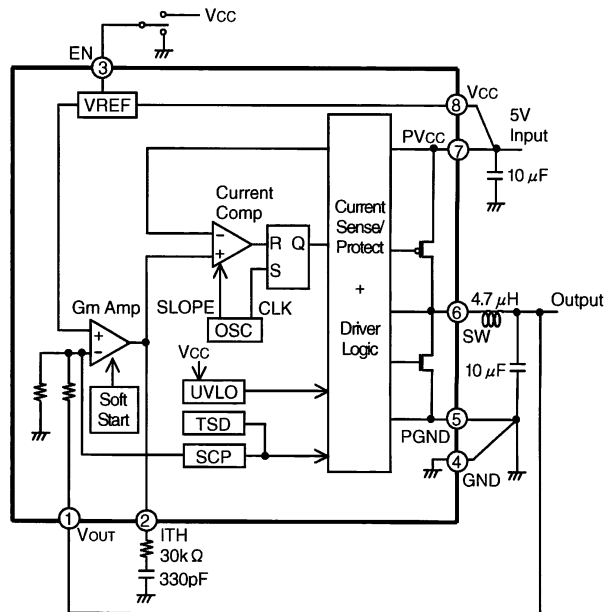 VCC
EN
3
VREF
8
VCC
5V
Input
PVCC
7
10 μF
Current
Comp
−
+
R Q
S
Current
Sense/
Protect
+
Driver
Logic
SLOPE
OSC
CLK
4.7 μH
Output
6
SW
Gm Amp
+
−
Soft
Start
VCC
UVLO
TSD
SCP
10 μF
5
PGND
4
GND
1
VOUT
2
ITH
30kΩ
330pF